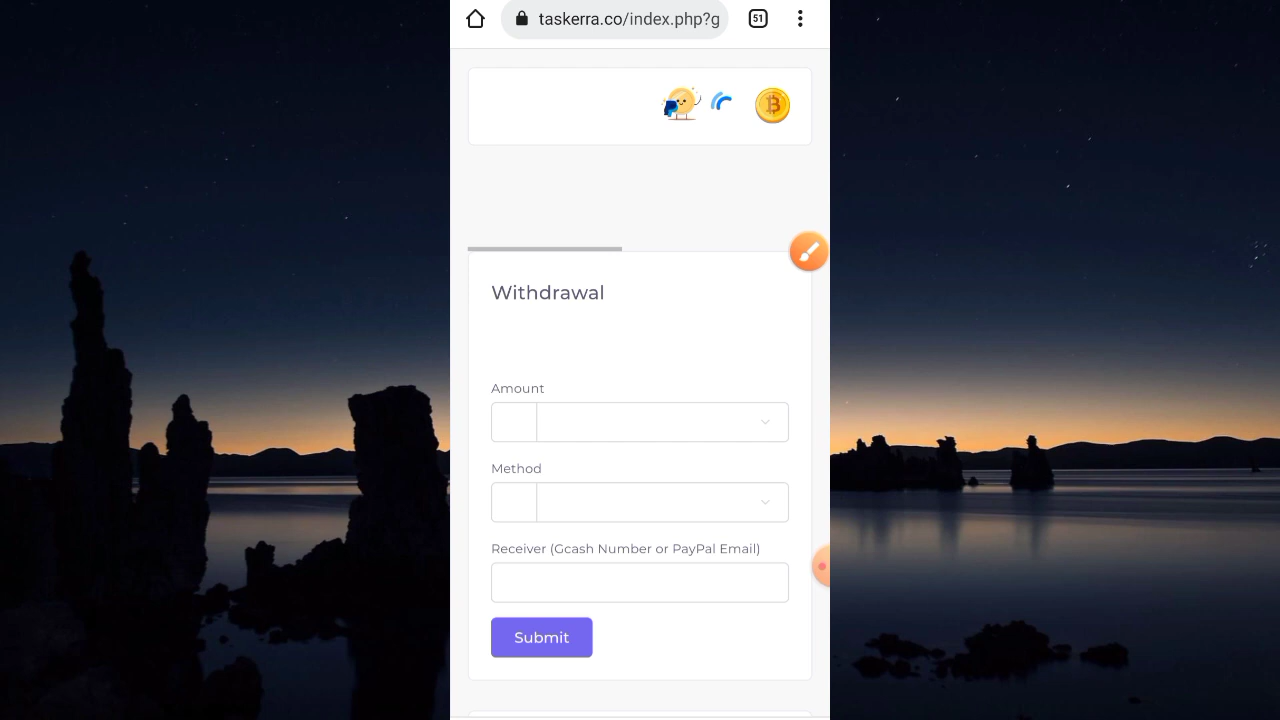 taskerra.co/index.php?g
51
Withdrawal
Amount
Method
Receiver (Gcash Number or PayPal Email)
Submit